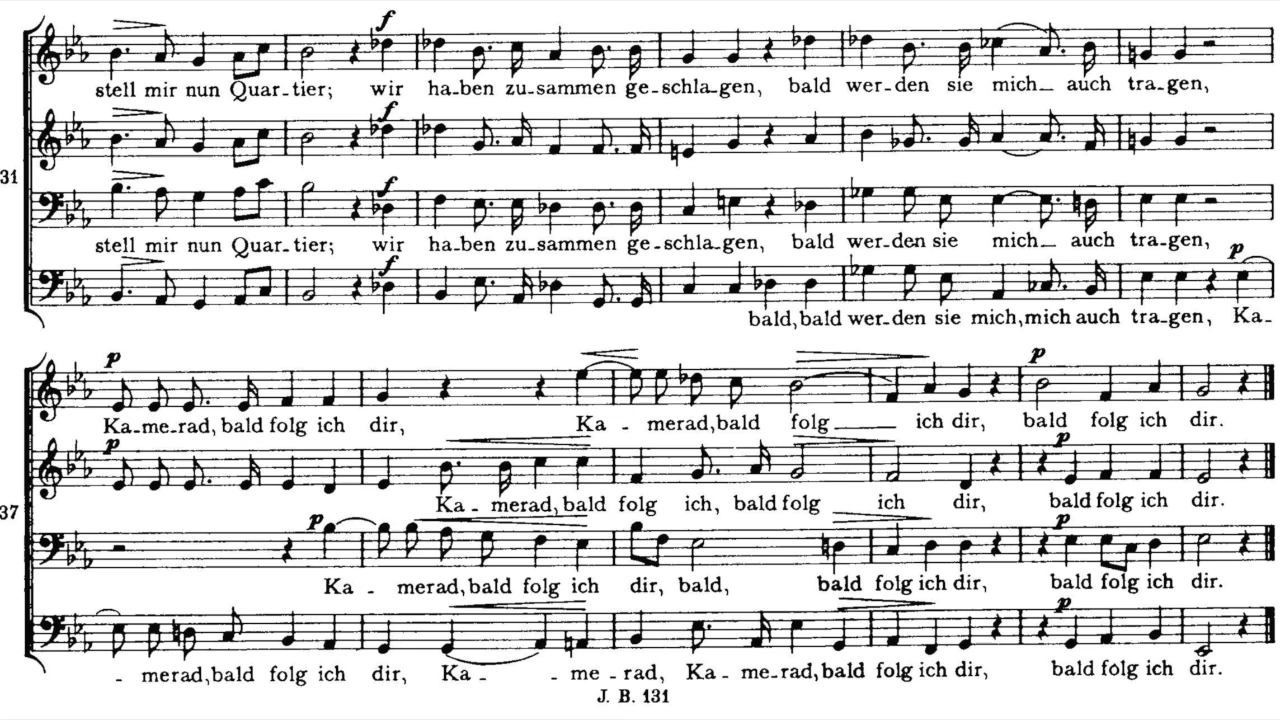 f
stell mir nun Quar-tier; wir ha-ben zu-sammen ge-schla-gen, bald wer-den sie mich auch tra-gen,
f
31
f
stell mir nun Quar-tier; wir ha-ben zu-sammen ge-schla-gen, bald wer-den sie mich auch tra-gen,
f p
bald, bald wer-den sie mich, mich auch tra-gen, Ka-
p p
Ka-me-rad, bald folg ich dir, Ka - merad, bald folg ich dir, bald folg ich dir.
p p
Ka - merad, bald folg ich, bald folg ich dir, bald folg ich dir.
37
p p
Ka - merad, bald folg ich dir, bald, bald folg ich dir, bald folg ich dir.
p
- merad, bald folg ich dir, Ka - me - rad, Ka-me-rad, bald folg ich dir, bald folg ich dir.
J. B. 131